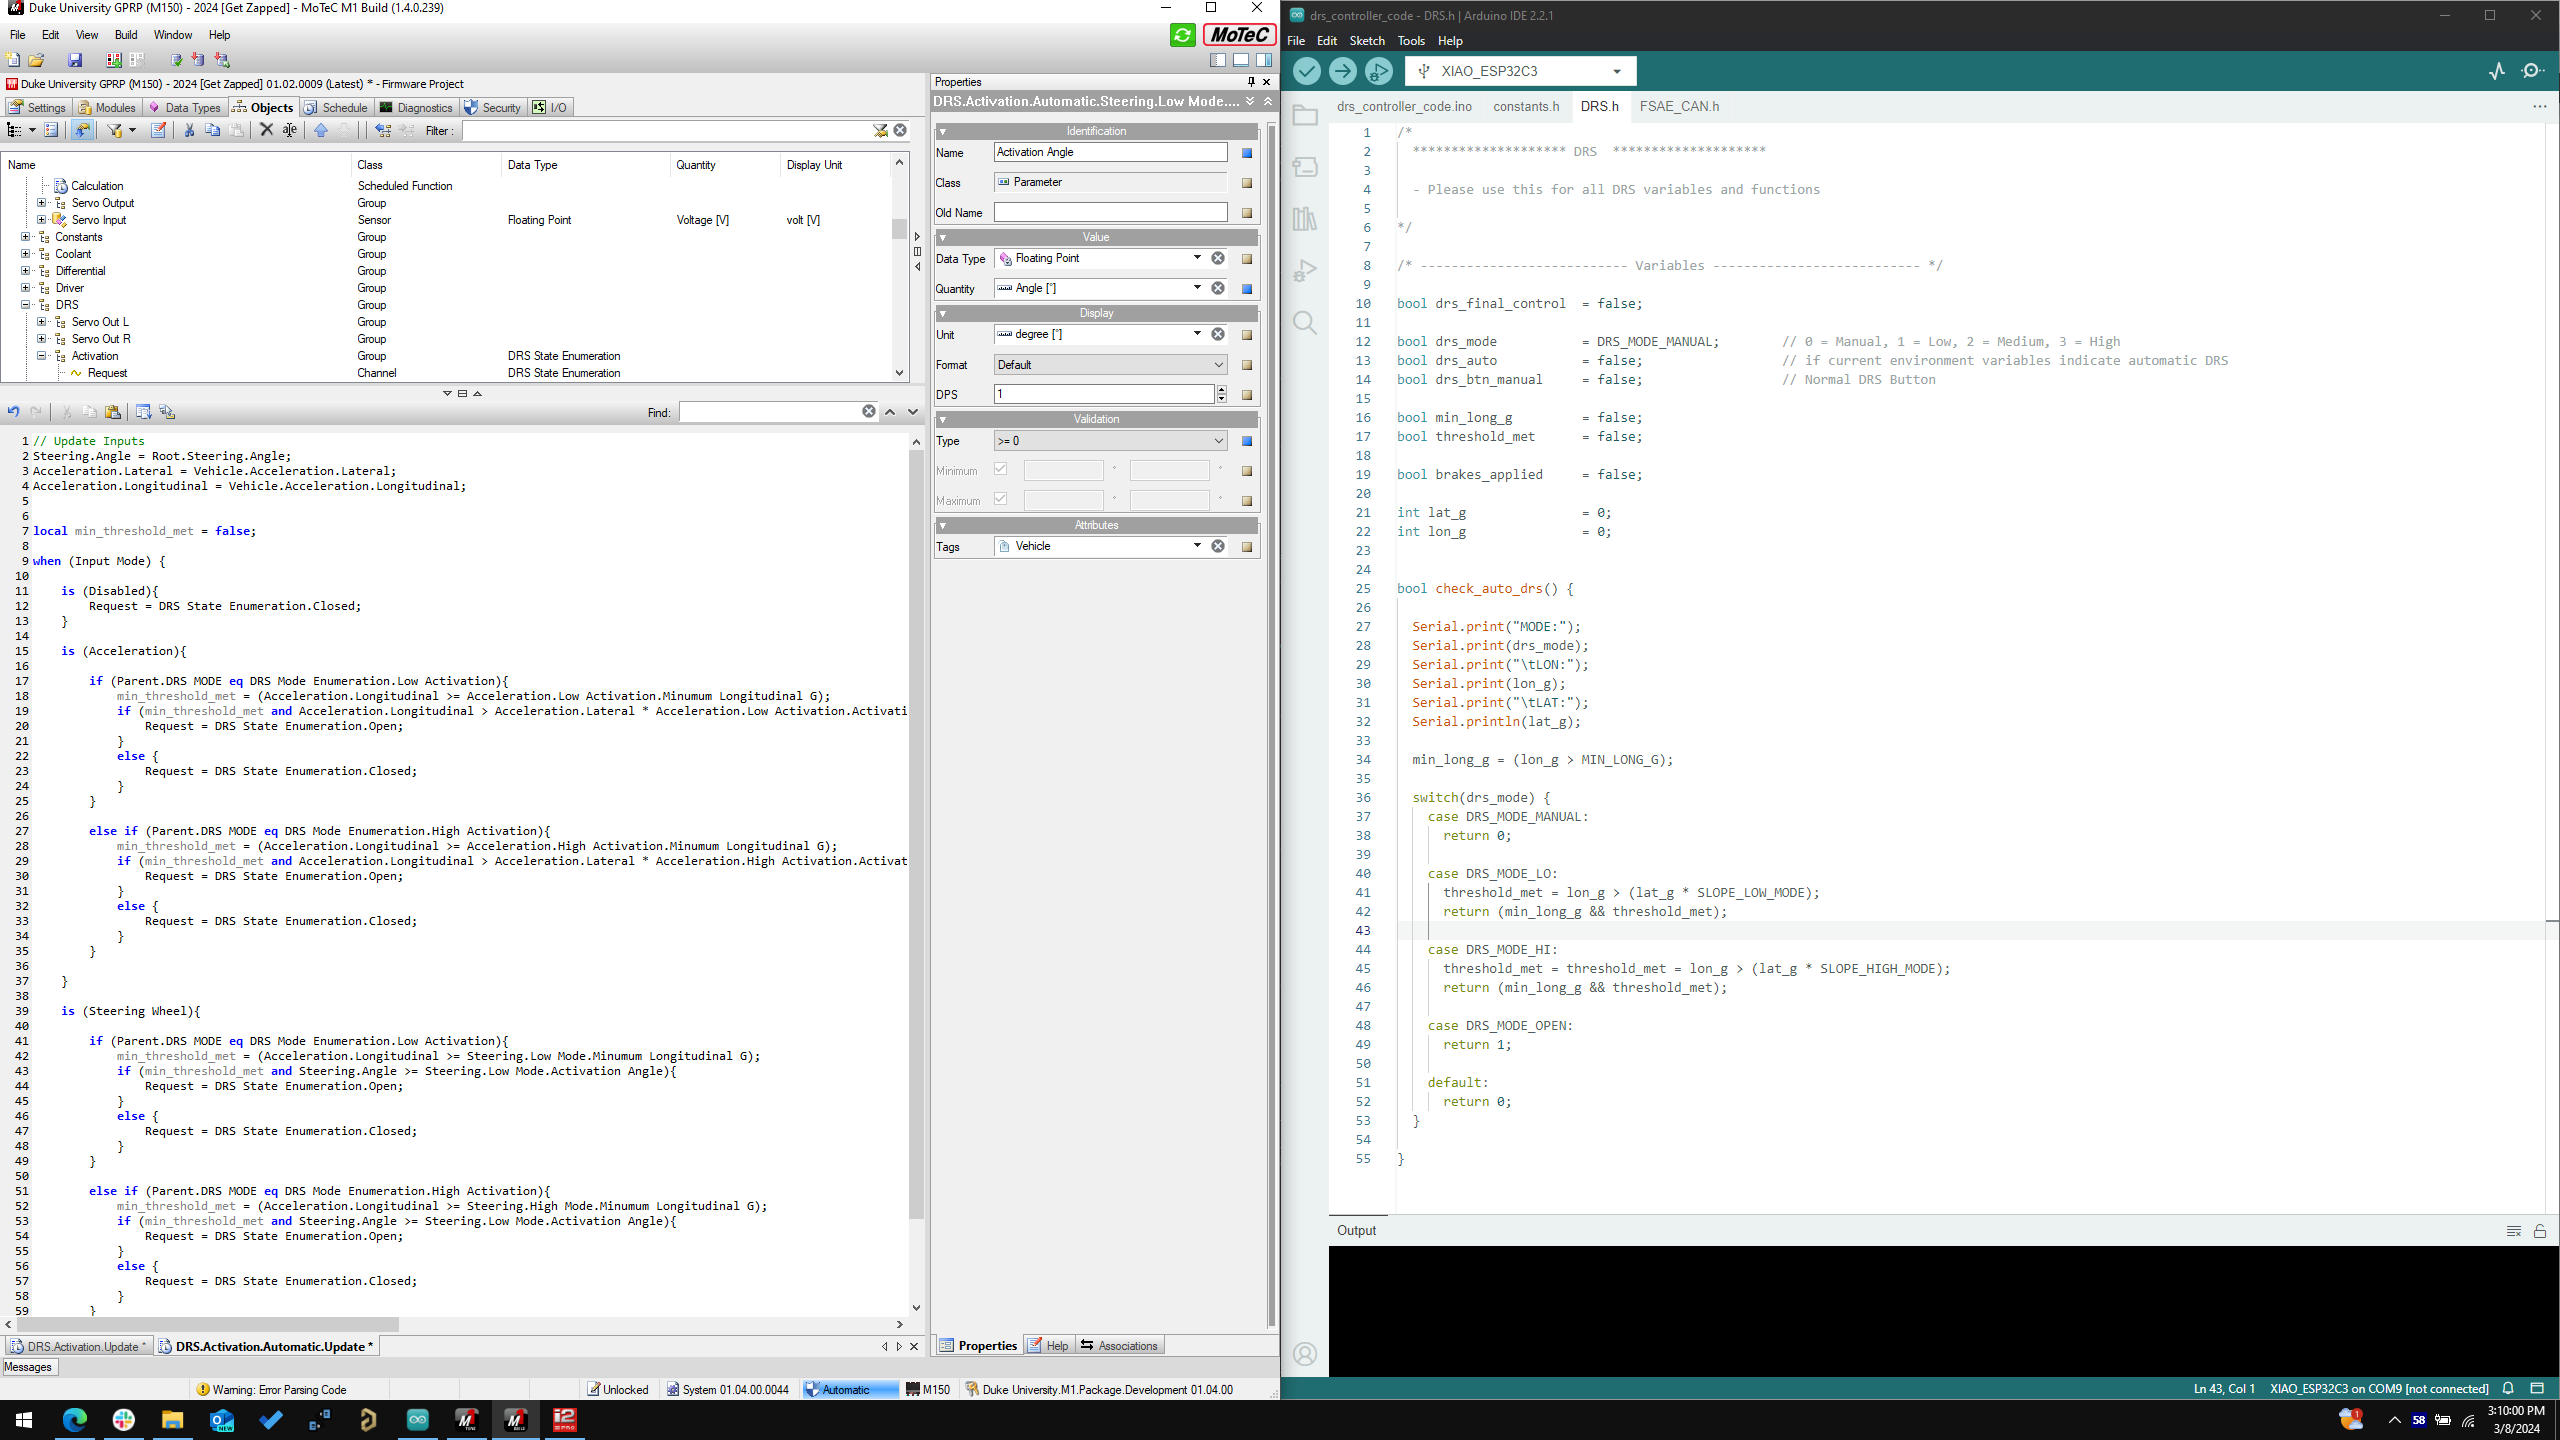 Duke University GPRP (M150) - 2024 [Get Zapped] - MoTeC M1 Build (1.4.0.239)
File Edit View Build Window Help
MoTeC
Duke University GPRP (M150) - 2024 [Get Zapped] 01.02.0009 (Latest) * - Firmware Project
Settings Modules Data Types Objects Schedule Diagnostics Security I/O
Filter :
Name Class Data Type Quantity Display Unit
Calculation Scheduled Function
Servo Output Group
Servo Input Sensor Floating Point Voltage [V] volt [V]
Constants Group
Coolant Group
Differential Group
Driver Group
DRS Group
Servo Out L Group
Servo Out R Group
Activation Group DRS State Enumeration
Request Channel DRS State Enumeration
Find:
1 // Update Inputs
2 Steering.Angle = Root.Steering.Angle;
3 Acceleration.Lateral = Vehicle.Acceleration.Lateral;
4 Acceleration.Longitudinal = Vehicle.Acceleration.Longitudinal;
5
6
7 local min_threshold_met = false;
8
9 when (Input Mode) {
10
11 is (Disabled){
12 Request = DRS State Enumeration.Closed;
13 }
14
15 is (Acceleration){
16
17 if (Parent.DRS MODE eq DRS Mode Enumeration.Low Activation){
18 min_threshold_met = (Acceleration.Longitudinal >= Acceleration.Low Activation.Minumum Longitudinal G);
19 if (min_threshold_met and Acceleration.Longitudinal > Acceleration.Lateral * Acceleration.Low Activation.Activati
20 Request = DRS State Enumeration.Open;
21 }
22 else {
23 Request = DRS State Enumeration.Closed;
24 }
25 }
26
27 else if (Parent.DRS MODE eq DRS Mode Enumeration.High Activation){
28 min_threshold_met = (Acceleration.Longitudinal >= Acceleration.High Activation.Minumum Longitudinal G);
29 if (min_threshold_met and Acceleration.Longitudinal > Acceleration.Lateral * Acceleration.High Activation.Activat
30 Request = DRS State Enumeration.Open;
31 }
32 else {
33 Request = DRS State Enumeration.Closed;
34 }
35 }
36
37 }
38
39 is (Steering Wheel){
40
41 if (Parent.DRS MODE eq DRS Mode Enumeration.Low Activation){
42 min_threshold_met = (Acceleration.Longitudinal >= Steering.Low Mode.Minumum Longitudinal G);
43 if (min_threshold_met and Steering.Angle >= Steering.Low Mode.Activation Angle){
44 Request = DRS State Enumeration.Open;
45 }
46 else {
47 Request = DRS State Enumeration.Closed;
48 }
49 }
50
51 else if (Parent.DRS MODE eq DRS Mode Enumeration.High Activation){
52 min_threshold_met = (Acceleration.Longitudinal >= Steering.High Mode.Minumum Longitudinal G);
53 if (min_threshold_met and Steering.Angle >= Steering.Low Mode.Activation Angle){
54 Request = DRS State Enumeration.Open;
55 }
56 else {
57 Request = DRS State Enumeration.Closed;
58 }
59 }
DRS.Activation.Update * DRS.Activation.Automatic.Update *
Messages
Warning: Error Parsing Code Unlocked System 01.04.00.0044 Automatic M150 Duke University.M1.Package.Development 01.04.00
Properties
DRS.Activation.Automatic.Steering.Low Mode....
Identification
Name Activation Angle
Class Parameter
Old Name
Value
Data Type Floating Point
Quantity Angle [°]
Display
Unit degree [°]
Format Default
DPS 1
Validation
Type >= 0
Minimum ° °
Maximum ° °
Attributes
Tags Vehicle
Properties Help Associations
drs_controller_code - DRS.h | Arduino IDE 2.2.1
File Edit Sketch Tools Help
XIAO_ESP32C3
drs_controller_code.ino constants.h DRS.h FSAE_CAN.h
1 /*
2 ******************** DRS ********************
3
4 - Please use this for all DRS variables and functions
5
6 */
7
8 /* --------------------------- Variables --------------------------- */
9
10 bool drs_final_control = false;
11
12 bool drs_mode = DRS_MODE_MANUAL; // 0 = Manual, 1 = Low, 2 = Medium, 3 = High
13 bool drs_auto = false; // if current environment variables indicate automatic DRS
14 bool drs_btn_manual = false; // Normal DRS Button
15
16 bool min_long_g = false;
17 bool threshold_met = false;
18
19 bool brakes_applied = false;
20
21 int lat_g = 0;
22 int lon_g = 0;
23
24
25 bool check_auto_drs() {
26
27 Serial.print("MODE:");
28 Serial.print(drs_mode);
29 Serial.print("\tLON:");
30 Serial.print(lon_g);
31 Serial.print("\tLAT:");
32 Serial.println(lat_g);
33
34 min_long_g = (lon_g > MIN_LONG_G);
35
36 switch(drs_mode) {
37 case DRS_MODE_MANUAL:
38 return 0;
39
40 case DRS_MODE_LO:
41 threshold_met = lon_g > (lat_g * SLOPE_LOW_MODE);
42 return (min_long_g && threshold_met);
43
44 case DRS_MODE_HI:
45 threshold_met = threshold_met = lon_g > (lat_g * SLOPE_HIGH_MODE);
46 return (min_long_g && threshold_met);
47
48 case DRS_MODE_OPEN:
49 return 1;
50
51 default:
52 return 0;
53 }
54
55 }
Output
Ln 43, Col 1 XIAO_ESP32C3 on COM9 [not connected]
58
3:10:00 PM
3/8/2024